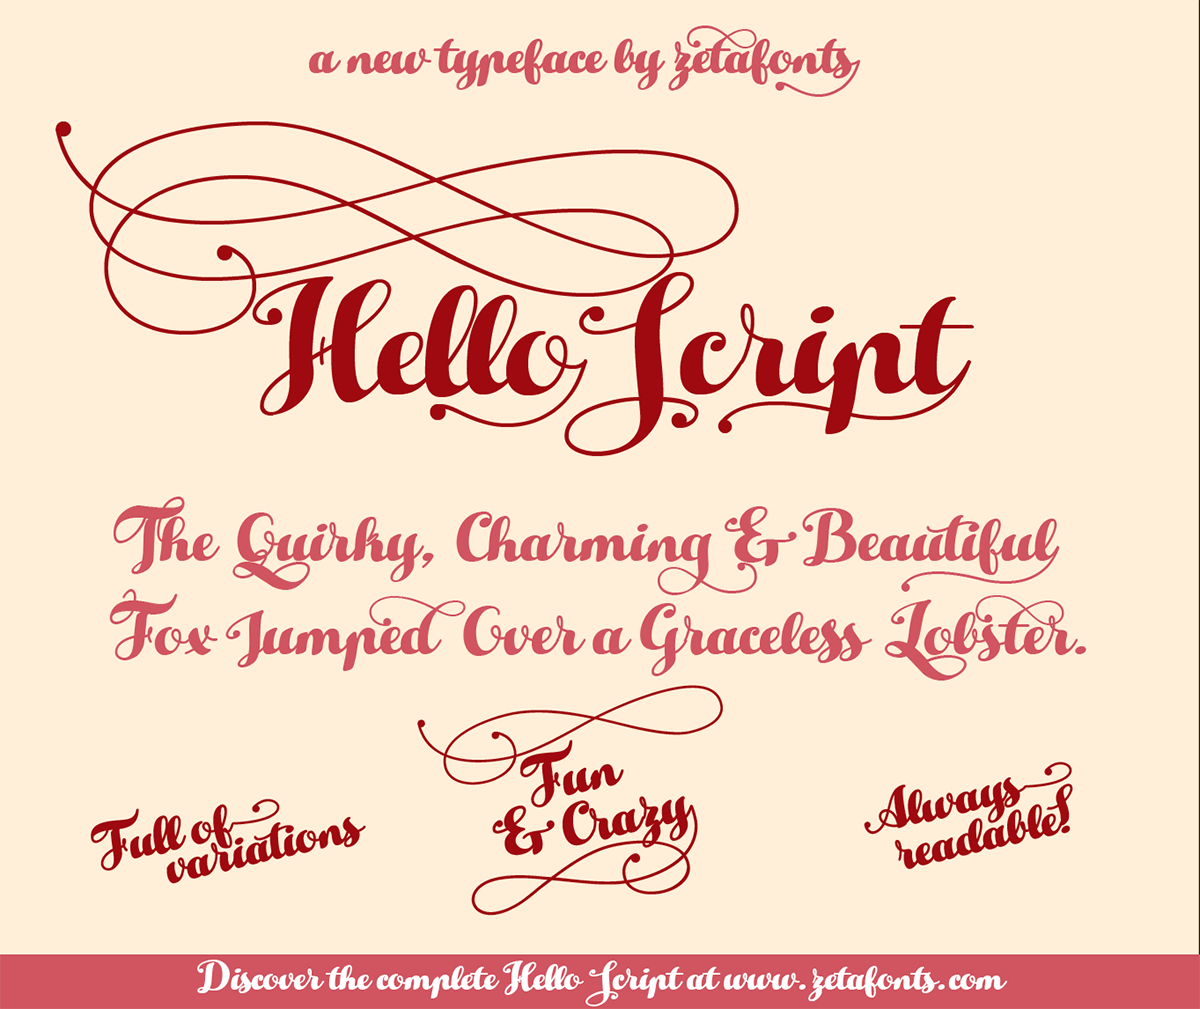 a new typeface by zetafonts
Hello Script
The Quirky, Charming & Beautiful
Fox Jumped Over a Graceless Lobster.
Full of
variations
Fun
& Crazy
Always
readable!
Discover the complete Hello Script at www.zetafonts.com